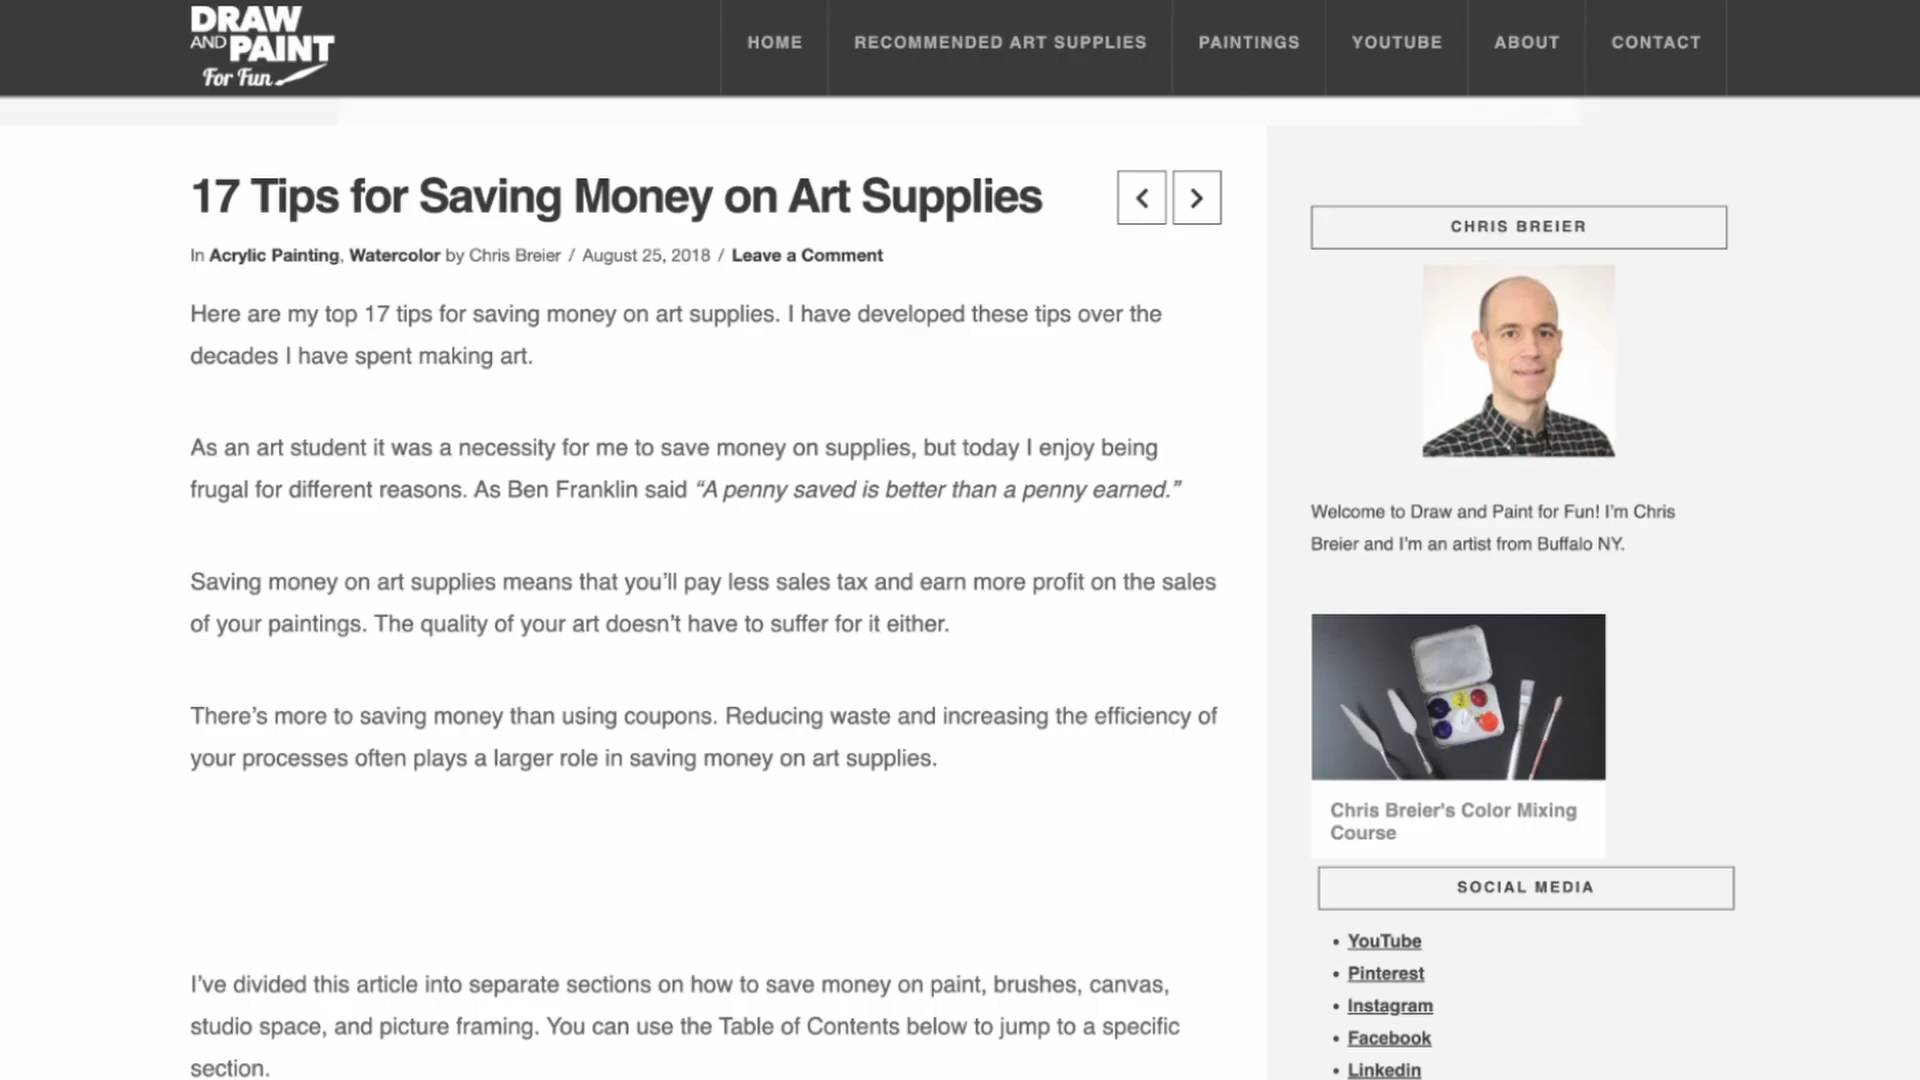 DRAW
AND PAINT
For Fun
HOME
RECOMMENDED ART SUPPLIES
PAINTINGS
YOUTUBE
ABOUT
CONTACT
17 Tips for Saving Money on Art Supplies
In Acrylic Painting, Watercolor by Chris Breier / August 25, 2018 / Leave a Comment
Here are my top 17 tips for saving money on art supplies. I have developed these tips over the
decades I have spent making art.
As an art student it was a necessity for me to save money on supplies, but today I enjoy being
frugal for different reasons. As Ben Franklin said “A penny saved is better than a penny earned.”
Saving money on art supplies means that you’ll pay less sales tax and earn more profit on the sales
of your paintings. The quality of your art doesn’t have to suffer for it either.
There’s more to saving money than using coupons. Reducing waste and increasing the efficiency of
your processes often plays a larger role in saving money on art supplies.
I’ve divided this article into separate sections on how to save money on paint, brushes, canvas,
studio space, and picture framing. You can use the Table of Contents below to jump to a specific
section.
CHRIS BREIER
Welcome to Draw and Paint for Fun! I’m Chris
Breier and I’m an artist from Buffalo NY.
Chris Breier's Color Mixing
Course
SOCIAL MEDIA
• YouTube
• Pinterest
• Instagram
• Facebook
• Linkedin